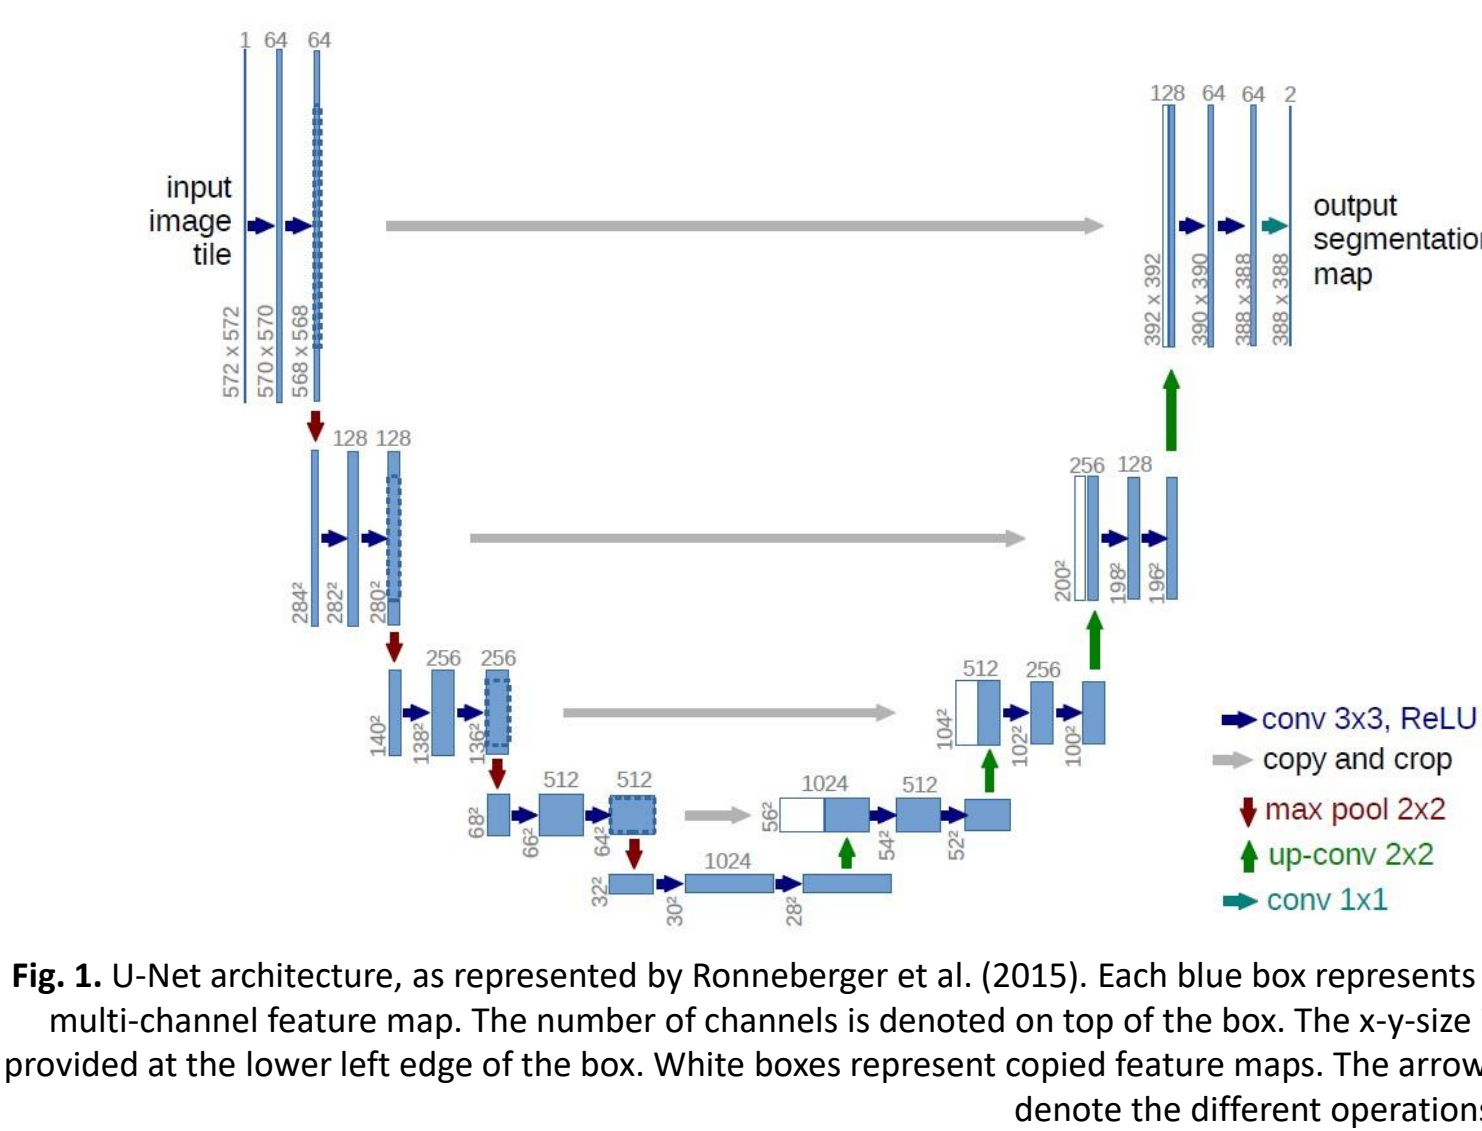 1 64 64
128 64 64 2
input
image
tile
output
segmentation
map
572 x 572
570 x 570
568 x 568
392 x 392
390 x 390
388 x 388
388 x 388
128 128
256 128
284²
282²
280²
200²
198²
196²
256 256
512 256
140²
138²
136²
104²
102²
100²
512 512
1024 512
68²
66²
64²
56²
54²
52²
1024
32²
30²
28²
conv 3x3, ReLU
copy and crop
max pool 2x2
up-conv 2x2
conv 1x1
Fig. 1. U-Net architecture, as represented by Ronneberger et al. (2015). Each blue box represents
multi-channel feature map. The number of channels is denoted on top of the box. The x-y-size
provided at the lower left edge of the box. White boxes represent copied feature maps. The arrow
denote the different operations